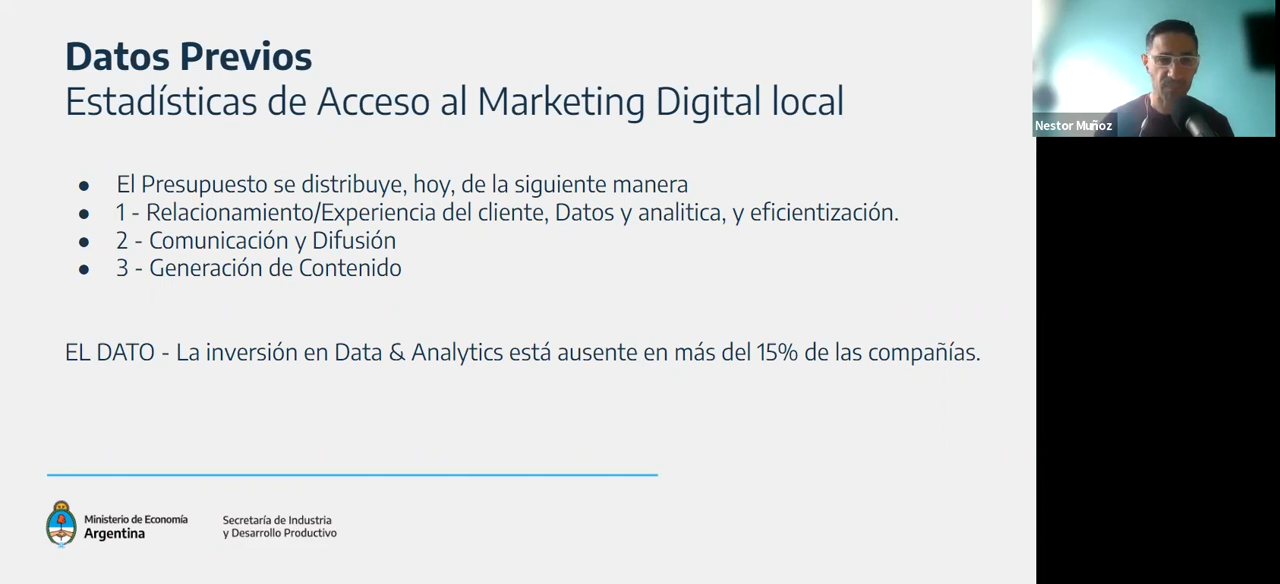 Datos Previos
Estadísticas de Acceso al Marketing Digital local
● El Presupuesto se distribuye, hoy, de la siguiente manera
● 1 - Relacionamiento/Experiencia del cliente, Datos y analitica, y eficientización.
● 2 - Comunicación y Difusión
● 3 - Generación de Contenido
EL DATO - La inversión en Data & Analytics está ausente en más del 15% de las compañías.
Ministerio de Economía
Argentina
Secretaría de Industria
y Desarrollo Productivo
Nestor Muñoz